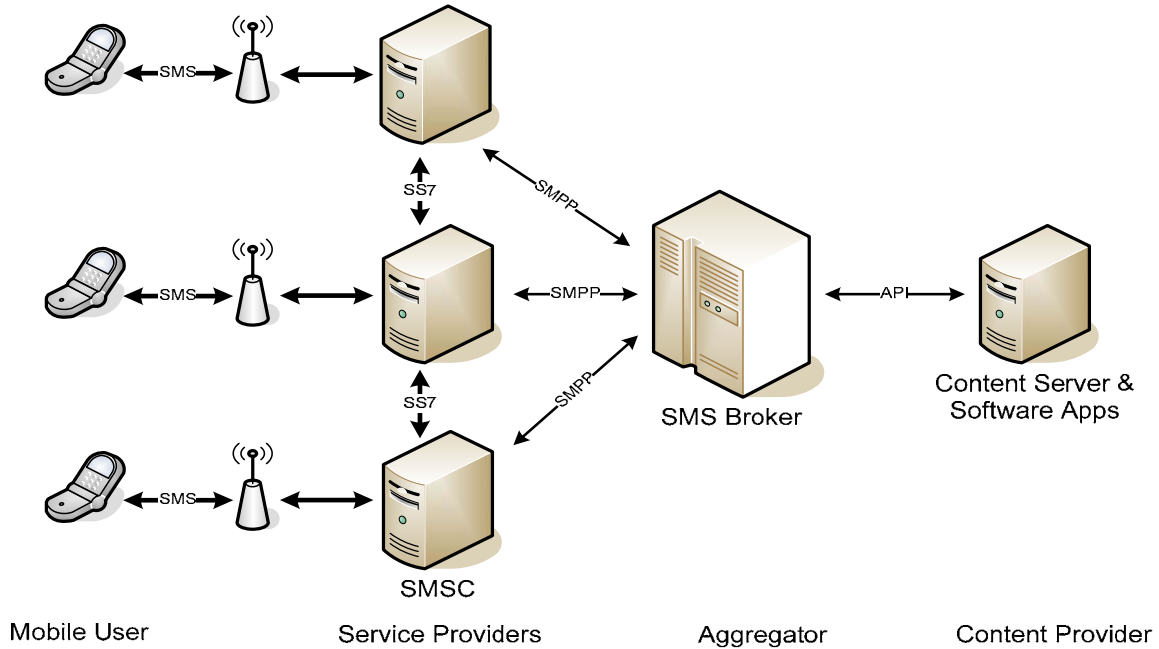 SMS
SS7
SMPP
SMS
SMPP
API
Content Server &
Software Apps
SMS Broker
SS7
SMPP
SMS
SMSC
Mobile User
Service Providers
Aggregator
Content Provider